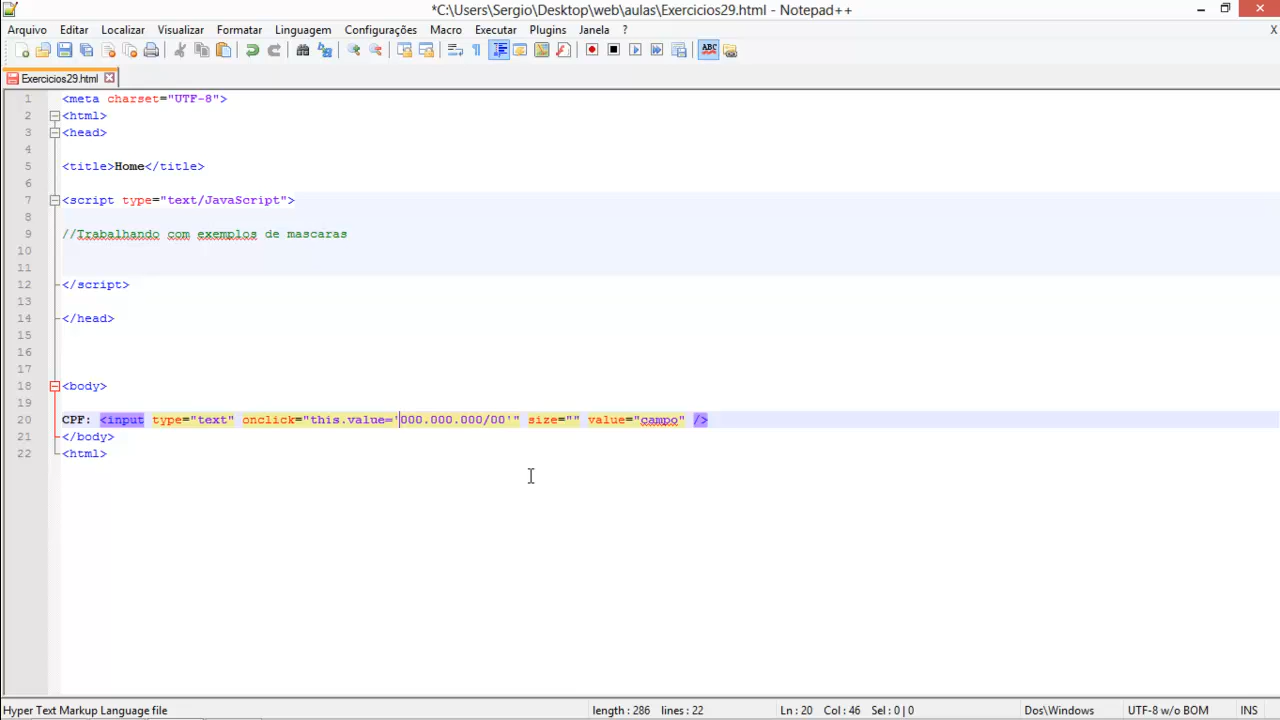 *C:\Users\Sergio\Desktop\web\aulas\Exercicios29.html - Notepad++
Arquivo Editar Localizar Visualizar Formatar Linguagem Configurações Macro Executar Plugins Janela ? X
Exercicios29.html
1 <meta charset="UTF-8">
2 <html>
3 <head>
4
5 <title>Home</title>
6
7 <script type="text/JavaScript">
8
9 //Trabalhando com exemplos de mascaras
10
11
12 </script>
13
14 </head>
15
16
17
18 <body>
19
20 CPF: <input type="text" onclick="this.value='000.000.000/00'" size="" value="campo" />
21 </body>
22 <html>
Hyper Text Markup Language file length : 286 lines : 22 Ln : 20 Col : 46 Sel : 0 | 0 Dos\Windows UTF-8 w/o BOM INS